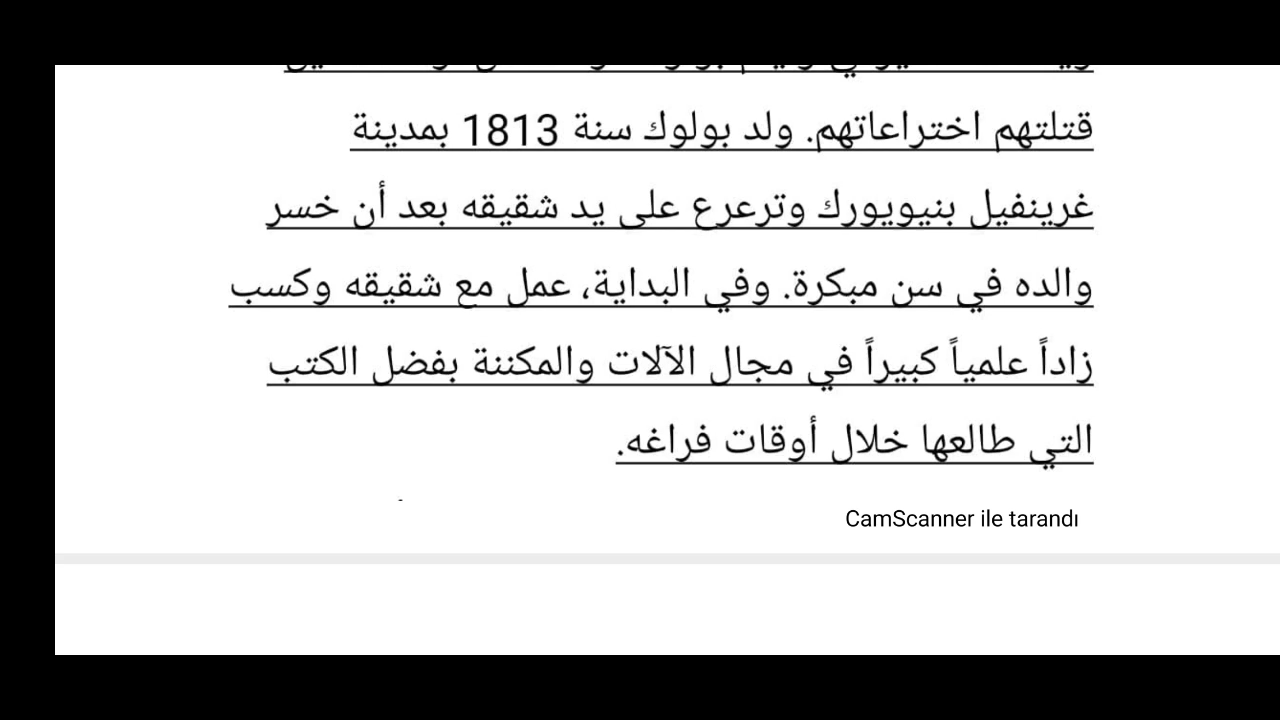 قتلتهم اختراعاتهم. ولد بولوك سنة 1813 بمدينة
غرينفيل بنيويورك وترعرع على يد شقيقه بعد أن خسر
والده في سن مبكرة. وفي البداية، عمل مع شقيقه وكسب
زاداً علمياً كبيراً في مجال الآلات والمكننة بفضل الكتب
التي طالعها خلال أوقات فراغه.
CamScanner ile tarandı